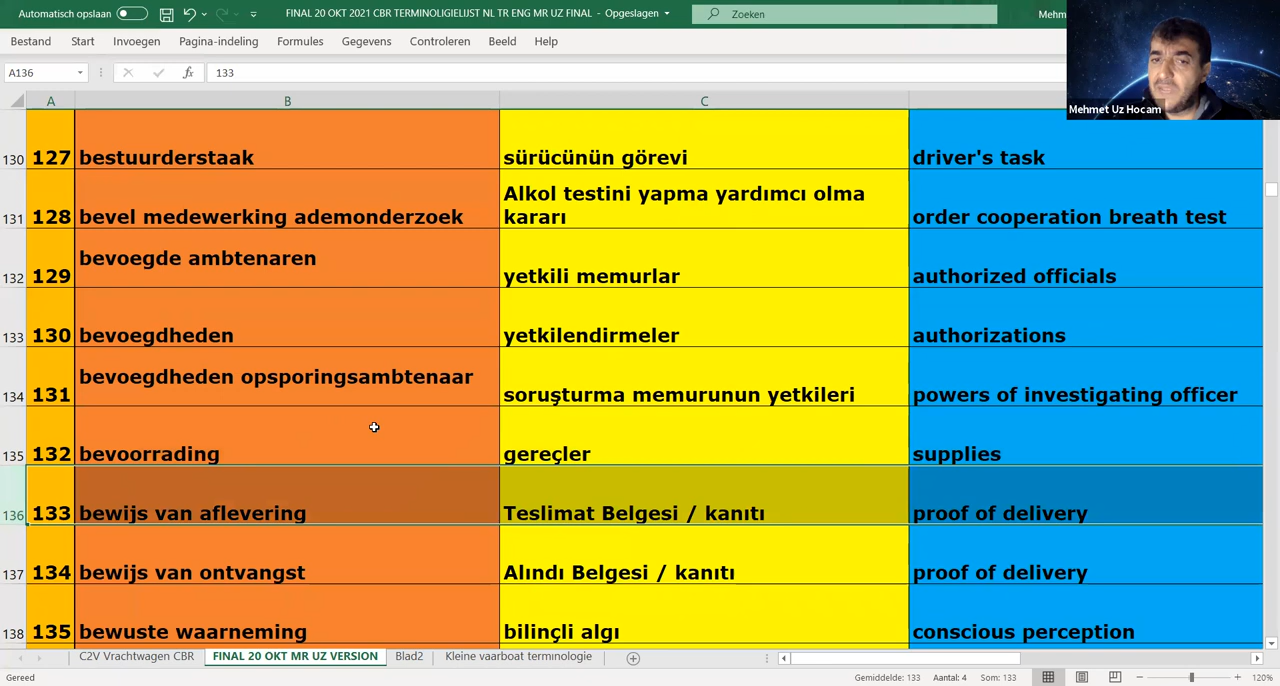 Automatisch opslaan
FINAL 20 OKT 2021 CBR TERMINOLIGIELIJST NL TR ENG MR UZ FINAL - Opgeslagen
Zoeken
Mehm
Bestand Start Invoegen Pagina-indeling Formules Gegevens Controleren Beeld Help
A136 fx 133
Mehmet Uz Hocam
A B C
130 127 bestuurderstaak sürücünün görevi driver's task
Alkol testini yapma yardımcı olma
131 128 bevel medewerking ademonderzoek kararı order cooperation breath test
bevoegde ambtenaren
132 129 yetkili memurlar authorized officials
133 130 bevoegdheden yetkilendirmeler authorizations
bevoegdheden opsporingsambtenaar
134 131 soruşturma memurunun yetkileri powers of investigating officer
135 132 bevoorrading gereçler supplies
136 133 bewijs van aflevering Teslimat Belgesi / kanıtı proof of delivery
137 134 bewijs van ontvangst Alındı Belgesi / kanıtı proof of delivery
138 135 bewuste waarneming bilinçli algı conscious perception
C2V Vrachtwagen CBR FINAL 20 OKT MR UZ VERSION Blad2 Kleine vaarboat terminologie
Gereed Gemiddelde: 133 Aantal: 4 Som: 133 120%